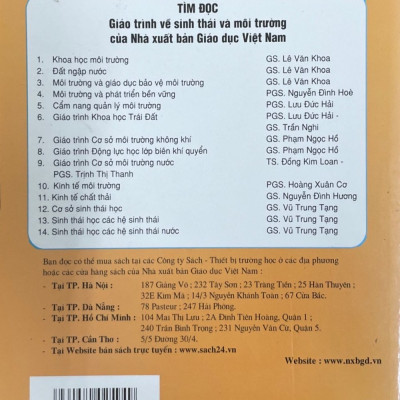 TÌM ĐỌC
Giáo trình về sinh thái và môi trường
của Nhà xuất bản Giáo dục Việt Nam
1. Khoa học môi trường GS. Lê Văn Khoa
2. Đất ngập nước GS. Lê Văn Khoa
3. Môi trường và giáo dục bảo vệ môi trường GS. Lê Văn Khoa
4. Môi trường và phát triển bền vững PGS. Nguyễn Đình Hoè
5. Cẩm nang quản lý môi trường PGS. Lưu Đức Hải
6. Giáo trình Khoa học Trái Đất PGS. Lưu Đức Hải -
GS. Trần Nghi
7. Giáo trình Cơ sở môi trường không khí GS. Phạm Ngọc Hồ
8. Giáo trình Động lực học lớp biên khí quyển GS. Phạm Ngọc Hồ
9. Giáo trình Cơ sở môi trường nước TS. Đồng Kim Loan -
PGS. Trịnh Thị Thanh
10. Kinh tế môi trường PGS. Hoàng Xuân Cơ
11. Kinh tế chất thải GS. Nguyễn Đình Hương
12. Cơ sở sinh thái học GS. Vũ Trung Tạng
13. Sinh thái học các hệ sinh thái GS. Vũ Trung Tạng
14. Sinh thái học các hệ sinh thái nước GS. Vũ Trung Tạng
Bạn đọc có thể mua sách tại các Công ty Sách - Thiết bị trường học ở các địa phương
hoặc các cửa hàng sách của Nhà xuất bản Giáo dục Việt Nam :
- Tại TP. Hà Nội : 187 Giảng Võ ; 232 Tây Sơn ; 23 Tràng Tiền ; 25 Hàn Thuyên ;
32E Kim Mã ; 14/3 Nguyễn Khánh Toàn ; 67 Cửa Bắc.
- Tại TP. Đà Nẵng : 78 Pasteur ; 247 Hải Phòng.
- Tại TP. Hồ Chí Minh : 104 Mai Thị Lựu ; 2A Đinh Tiên Hoàng, Quận 1 ;
240 Trần Bình Trọng ; 231 Nguyễn Văn Cừ, Quận 5.
- Tại TP. Cần Thơ : 5/5 Đường 30/4.
- Tại Website bán sách trực tuyến : www.sach24.vn
Website : www.nxbgd.vn